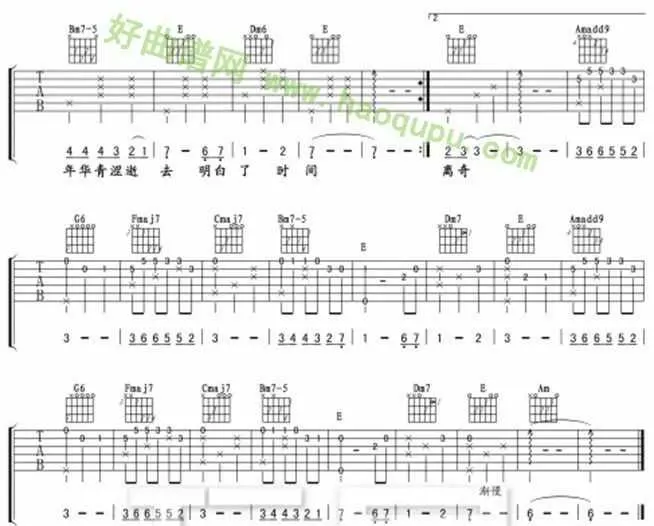 2
Bm7-5 E Dm6 E E Amadd9
好曲谱网
www.haoqupu.com
T
A
B
4 4 4 3 2 1 | 7 - 6 7 | 1 - 2 | 7 - - | 7 - - :| 2 3 3 - | 3 - - | 3 6 6 5 5 2
年华青涩逝 去 明白了 时 间 离奇
G6 Fmaj7 Cmaj7 Bm7-5 E Dm7 E Amadd9
T
A
B
3 - - | 3 6 6 5 5 2 | 3 - - | 3 4 4 3 2 7 | 1 - 6 7 | 1 - 2 | 3 - - | 3 6 6 5 5 2
G6 Fmaj7 Cmaj7 Bm7-5 E Dm7 E Am
T
A
B
渐慢
3 - - | 3 6 6 5 5 2 | 3 - - | 3 4 4 3 2 1 | 7 - 6 7 | 1 - 2 | 7 - - | 6 - - | 6 - -